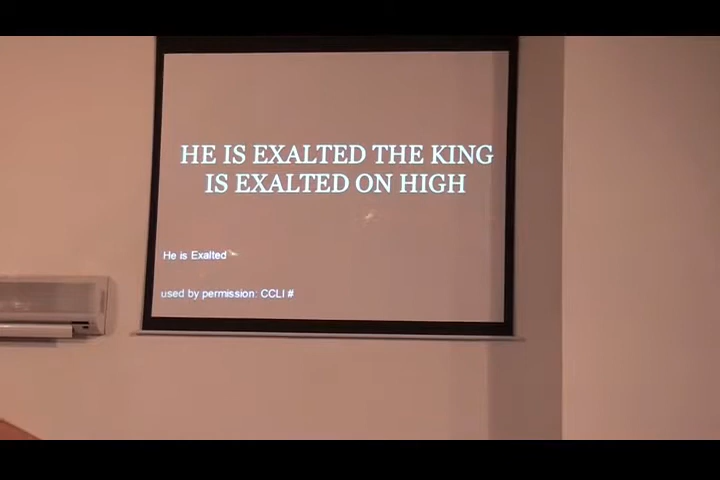 HE IS EXALTED THE KING
IS EXALTED ON HIGH
He is Exalted
used by permission: CCLI #